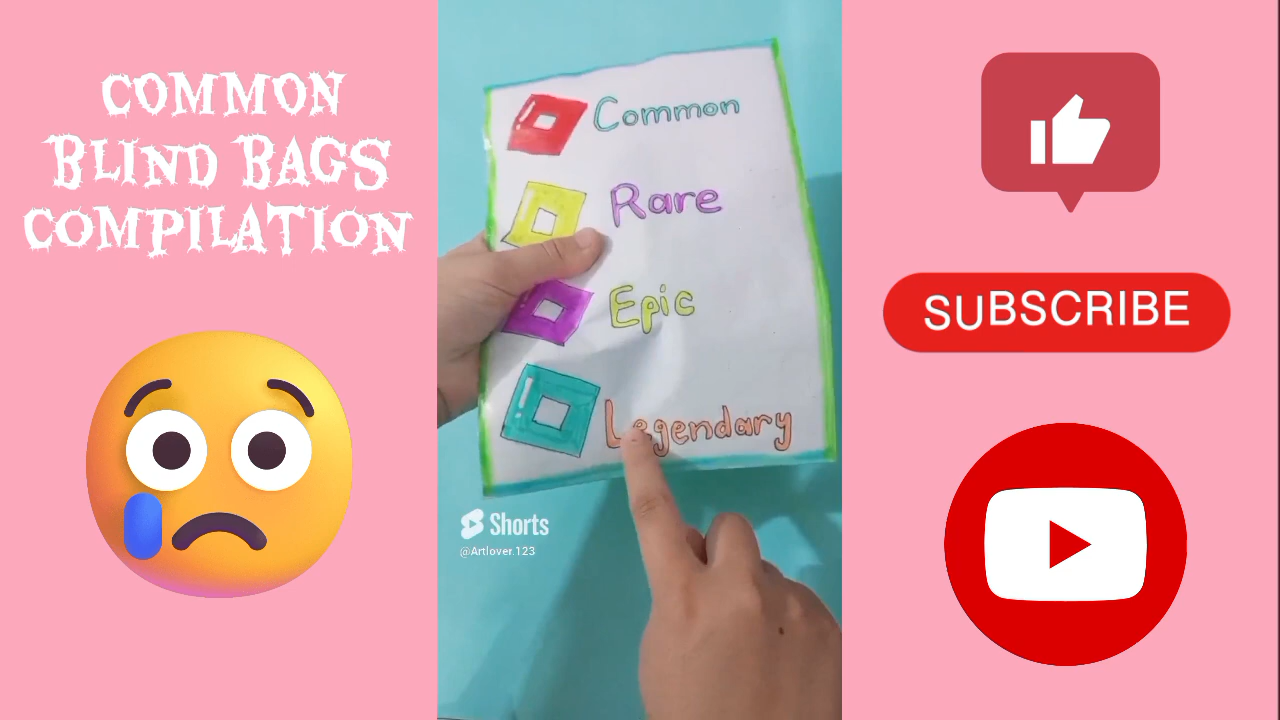 COMMON
BLIND BAGS
COMPILATION
Common
Rare
Epic
Legendary
Shorts
@Artlover.123
SUBSCRIBE